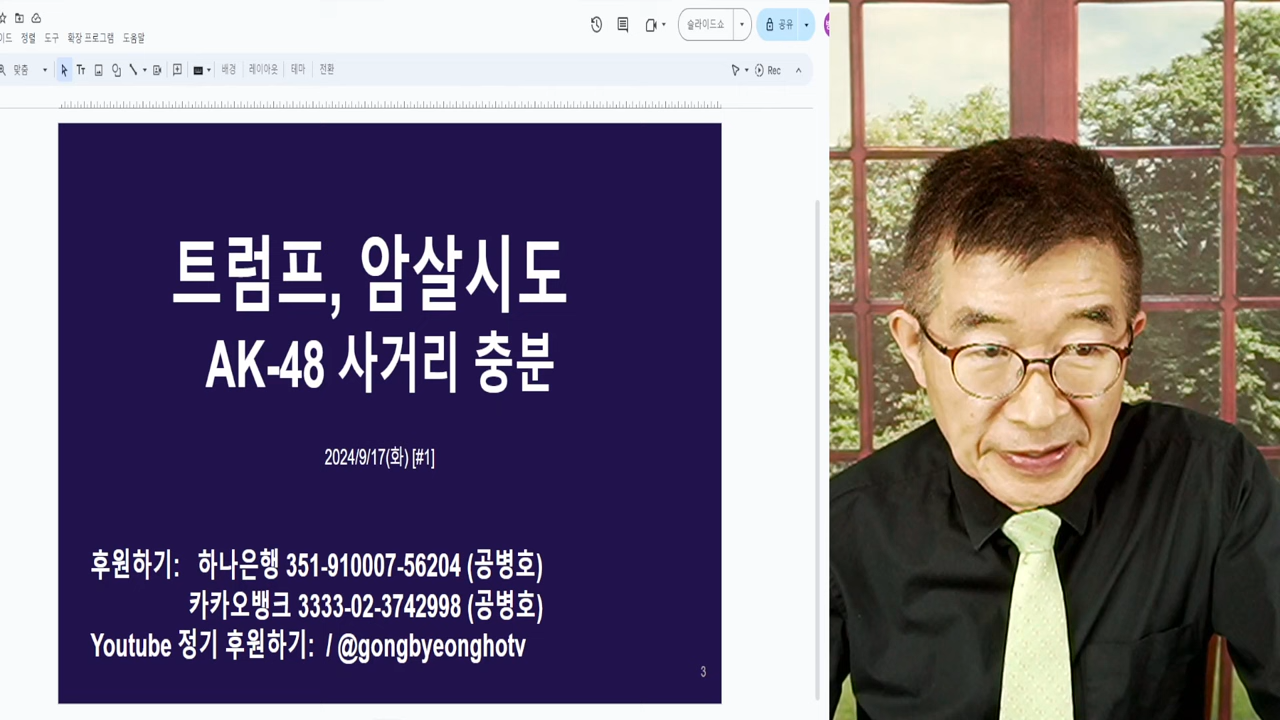 정렬 도구 확장 프로그램 도움말
슬라이드쇼
공유
맞춤
배경 레이아웃 테마 전환
Rec
트럼프, 암살시도
AK-48 사거리 충분
2024/9/17(화) [#1]
후원하기: 하나은행 351-910007-56204 (공병호)
카카오뱅크 3333-02-3742998 (공병호)
Youtube 정기 후원하기: / @gongbyeonghotv
3